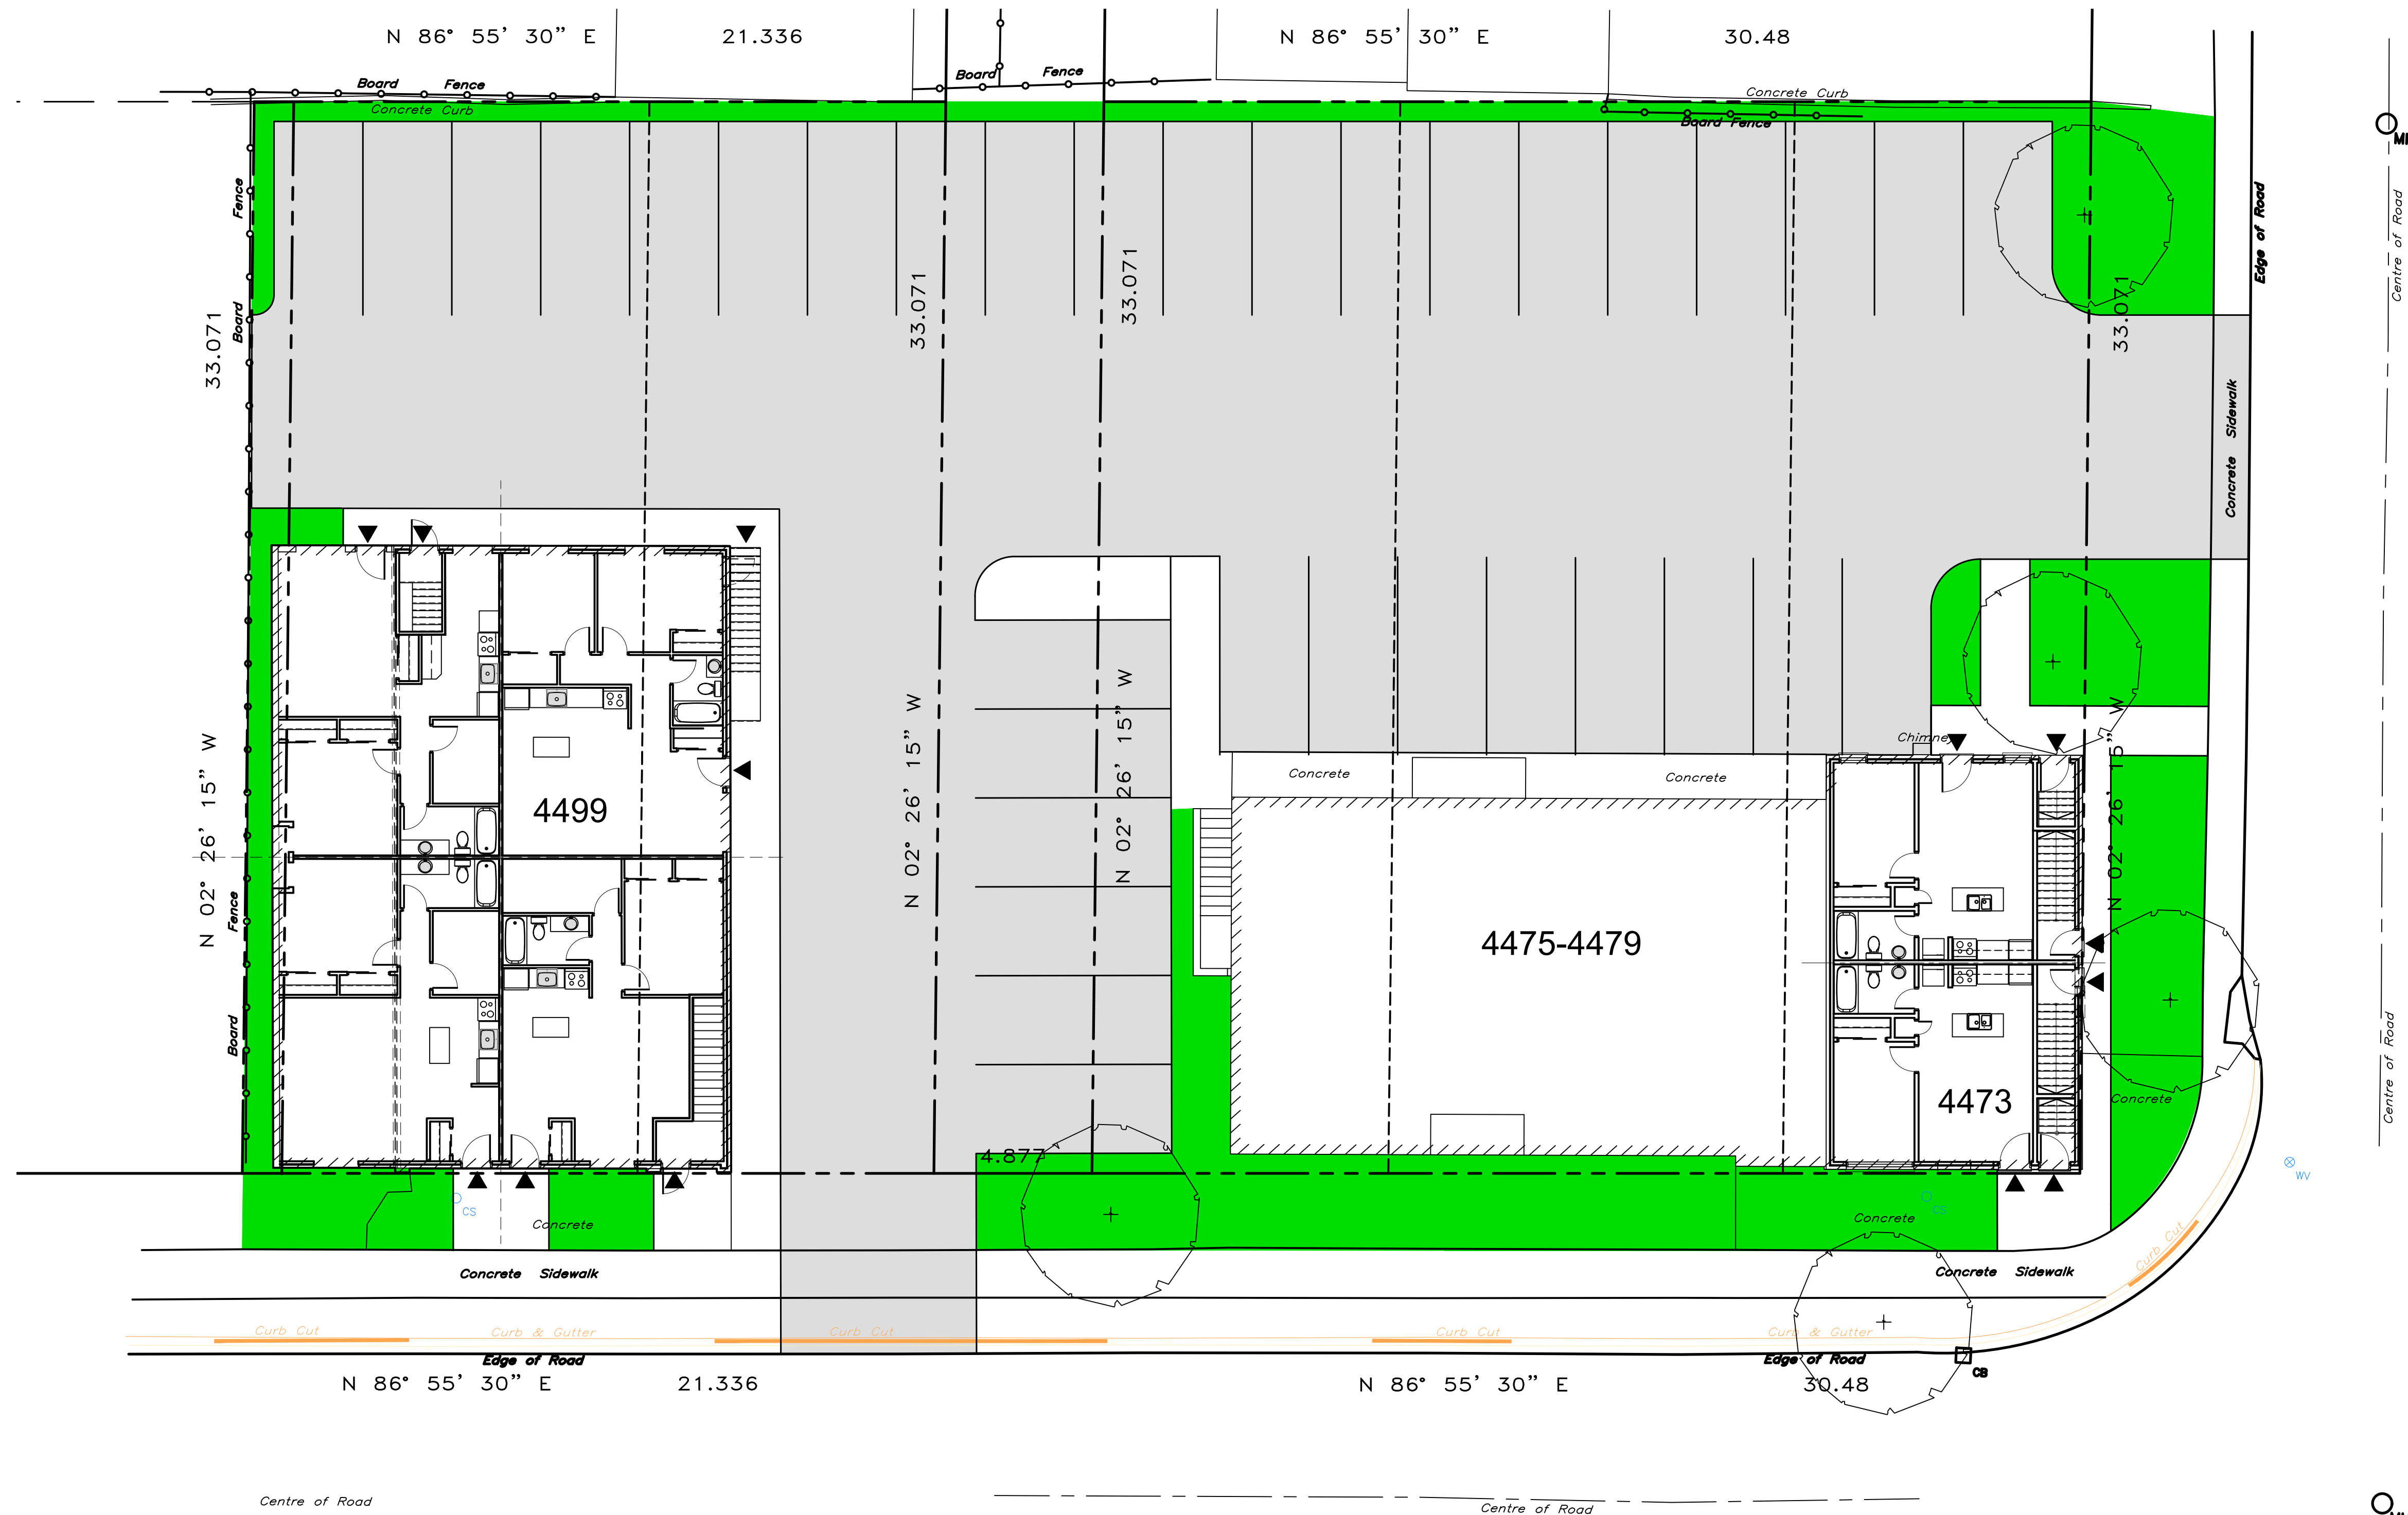 N 86° 55’ 30” E
21.336
N 86° 55’ 30” E
30.48
Board Fence
Board Fence
Concrete Curb
Concrete Curb
Board Fence
Board Fence
33.071
33.071
33.071
33.071
Edge of Road
Centre of Road
Concrete Sidewalk
N 02° 26’ 15” W
N 02° 26’ 15” W
N 02° 26’ 15” W
N 02° 26’ 15” W
Chimney
Concrete
Concrete
4499
4475-4479
4473
Board Fence
Concrete
Centre of Road
4.877
CS
Concrete
CS
Concrete
WV
Concrete Sidewalk
Concrete Sidewalk
Curb Cut
Curb Cut
Curb & Gutter
Curb Cut
Curb Cut
Curb & Gutter
Edge of Road
Edge of Road
CB
N 86° 55’ 30” E
21.336
N 86° 55’ 30” E
30.48
Centre of Road
Centre of Road